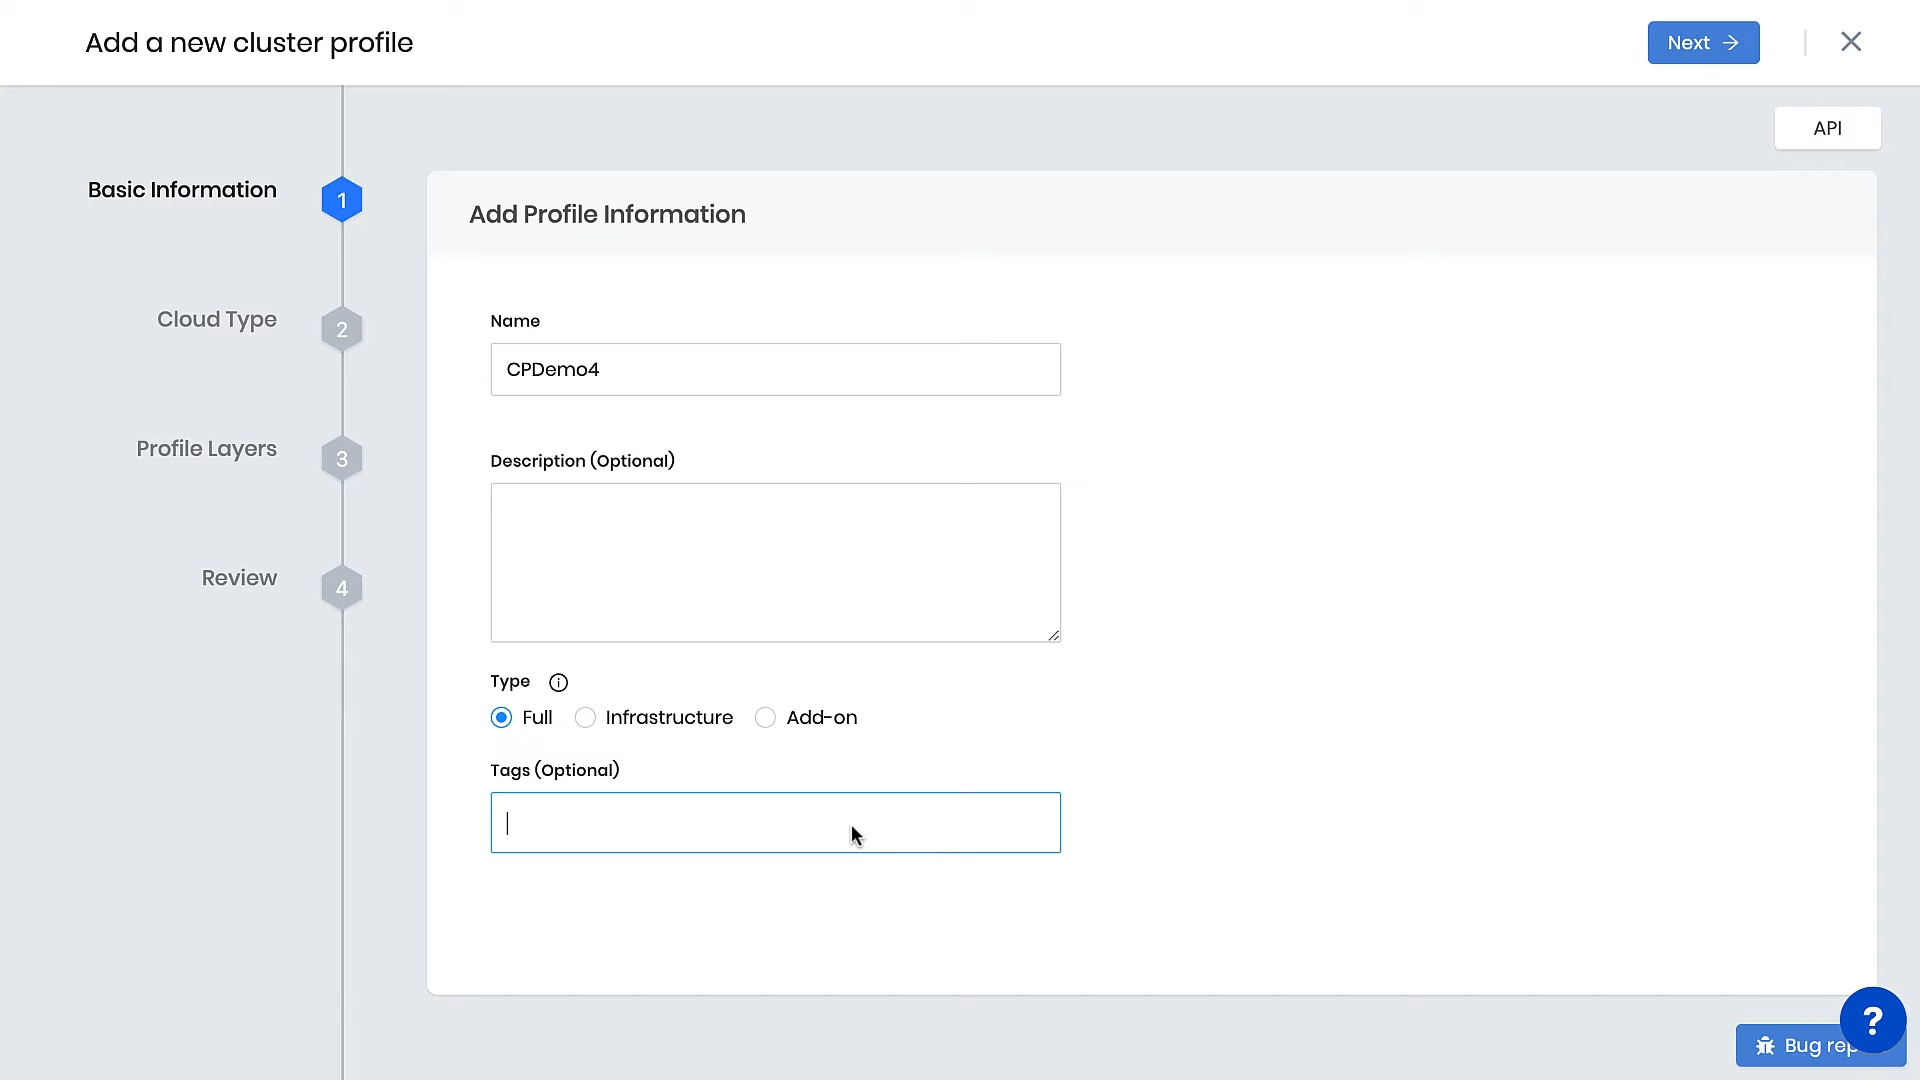 Add a new cluster profile
Next
API
Basic Information
1
Cloud Type
2
Profile Layers
3
Review
4
Add Profile Information
Name
CPDemo4
Description (Optional)
Type
Full
Infrastructure
Add-on
Tags (Optional)
?
Bug